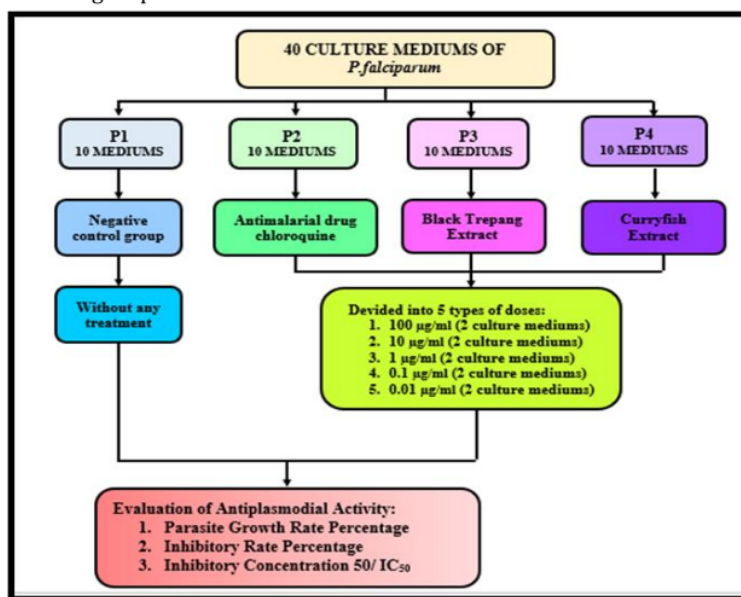 40 CULTURE MEDIUMS OF
P.falciparum
P1
10 MEDIUMS
P2
10 MEDIUMS
P3
10 MEDIUMS
P4
10 MEDIUMS
Negative
control group
Antimalarial drug
chloroquine
Black Trepang
Extract
Curryfish
Extract
Without any
treatment
Devided into 5 types of doses:
1. 100 µg/ml (2 culture mediums)
2. 10 µg/ml (2 culture mediums)
3. 1 µg/ml (2 culture mediums)
4. 0.1 µg/ml (2 culture mediums)
5. 0.01 µg/ml (2 culture mediums)
Evaluation of Antiplasmodial Activity:
1. Parasite Growth Rate Percentage
2. Inhibitory Rate Percentage
3. Inhibitory Concentration 50/ IC₅₀